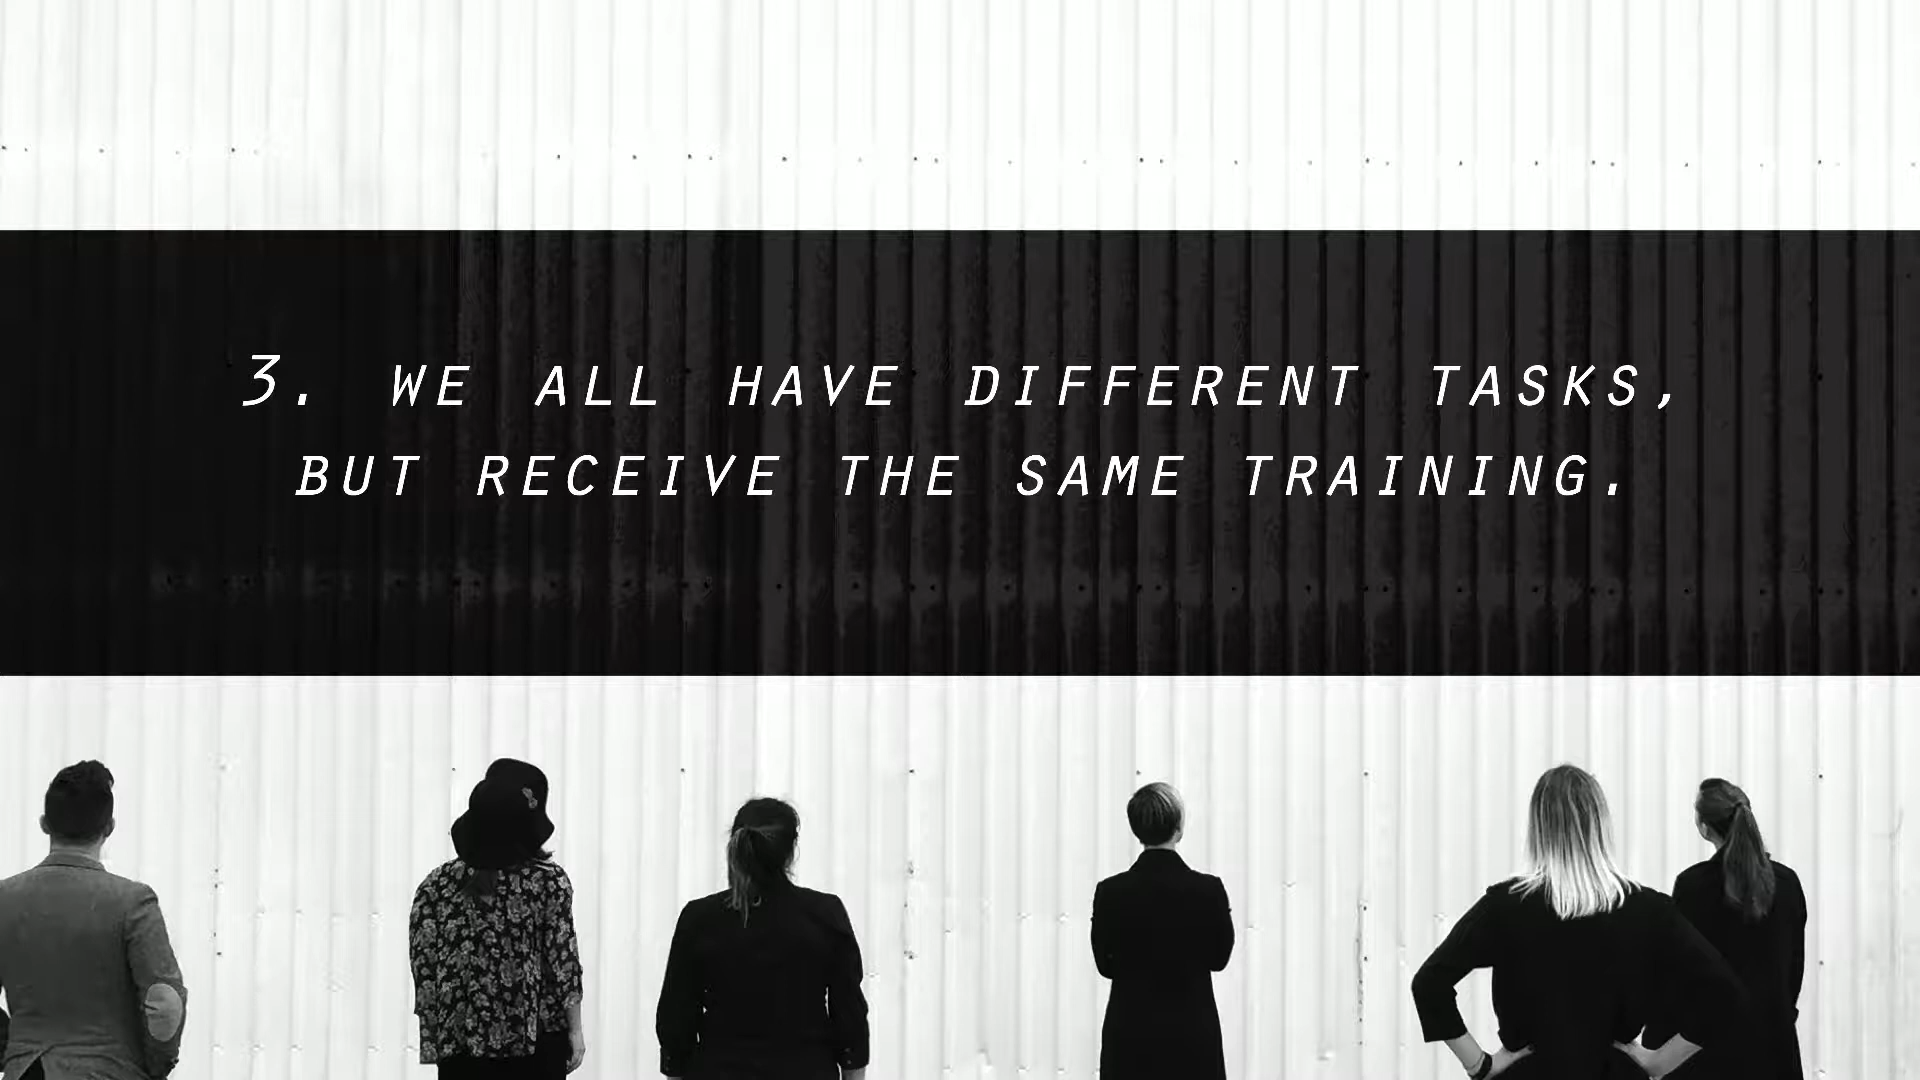 3. WE ALL HAVE DIFFERENT TASKS,
BUT RECEIVE THE SAME TRAINING.